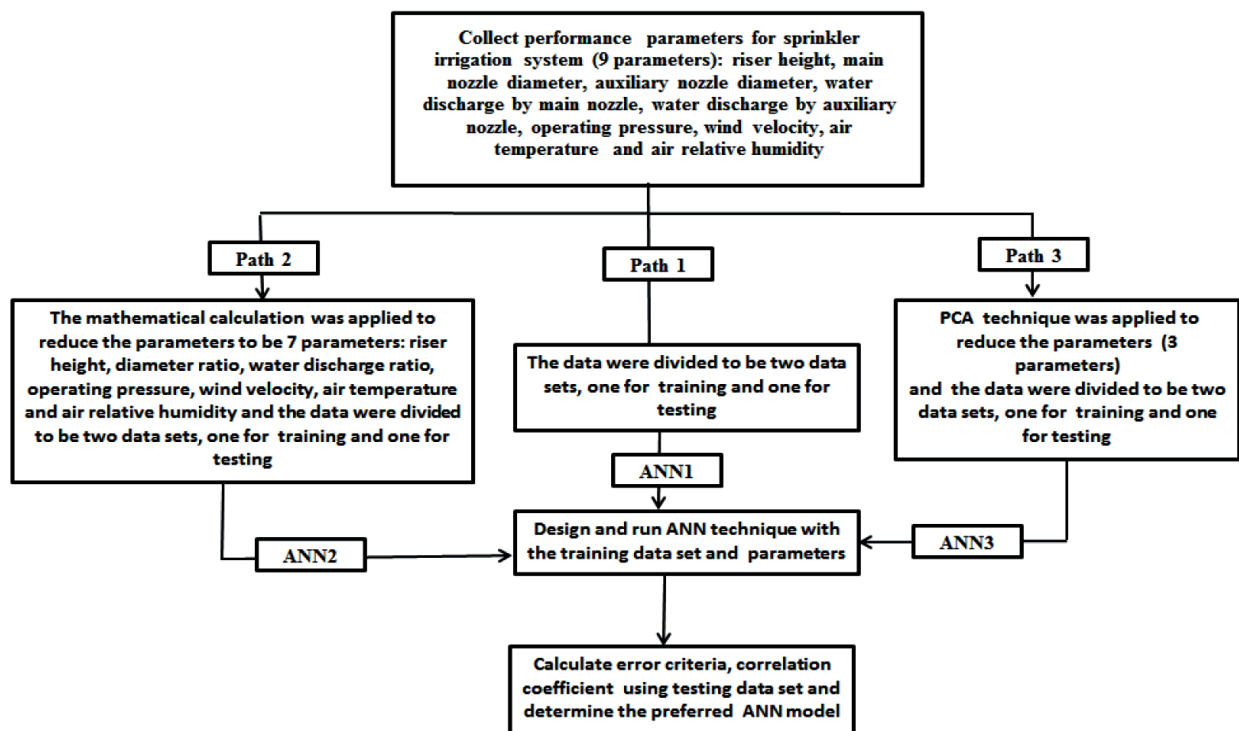 Collect performance parameters for sprinkler
irrigation system (9 parameters): riser height, main
nozzle diameter, auxiliary nozzle diameter, water
discharge by main nozzle, water discharge by auxiliary
nozzle, operating pressure, wind velocity, air
temperature and air relative humidity
Path 2
Path 1
Path 3
The mathematical calculation was applied to
reduce the parameters to be 7 parameters: riser
height, diameter ratio, water discharge ratio,
operating pressure, wind velocity, air temperature
and air relative humidity and the data were divided
to be two data sets, one for training and one for
testing
The data were divided to be two data
sets, one for training and one for
testing
PCA technique was applied to
reduce the parameters (3
parameters)
and the data were divided to be two
data sets, one for training and one
for testing
ANN1
ANN2
ANN3
Design and run ANN technique with
the training data set and parameters
Calculate error criteria, correlation
coefficient using testing data set and
determine the preferred ANN model